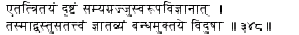 एतत्त्रितयं दृष्टं सम्यग्रज्जुस्वरूपविज्ञानात् ।
तस्माद्वस्तुसतत्त्वं ज्ञातव्यं बन्धमुक्तये विदुषा ॥ ३४८॥